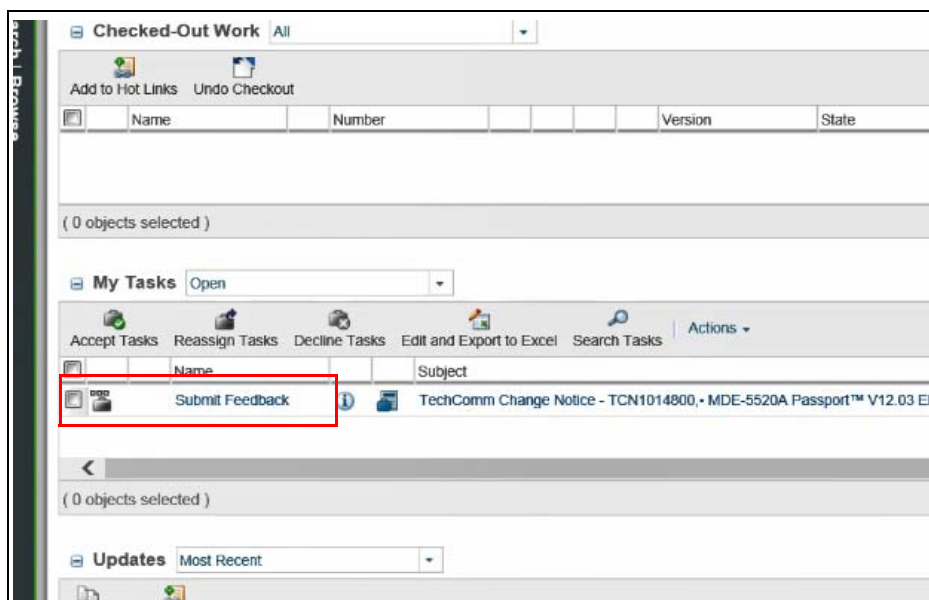 arch | Browse
Checked-Out Work All
Add to Hot Links Undo Checkout
Name Number Version State
( 0 objects selected )
My Tasks Open
Accept Tasks Reassign Tasks Decline Tasks Edit and Export to Excel Search Tasks Actions
Name Subject
Submit Feedback TechComm Change Notice - TCN1014800,• MDE-5520A Passport™ V12.03
( 0 objects selected )
Updates Most Recent